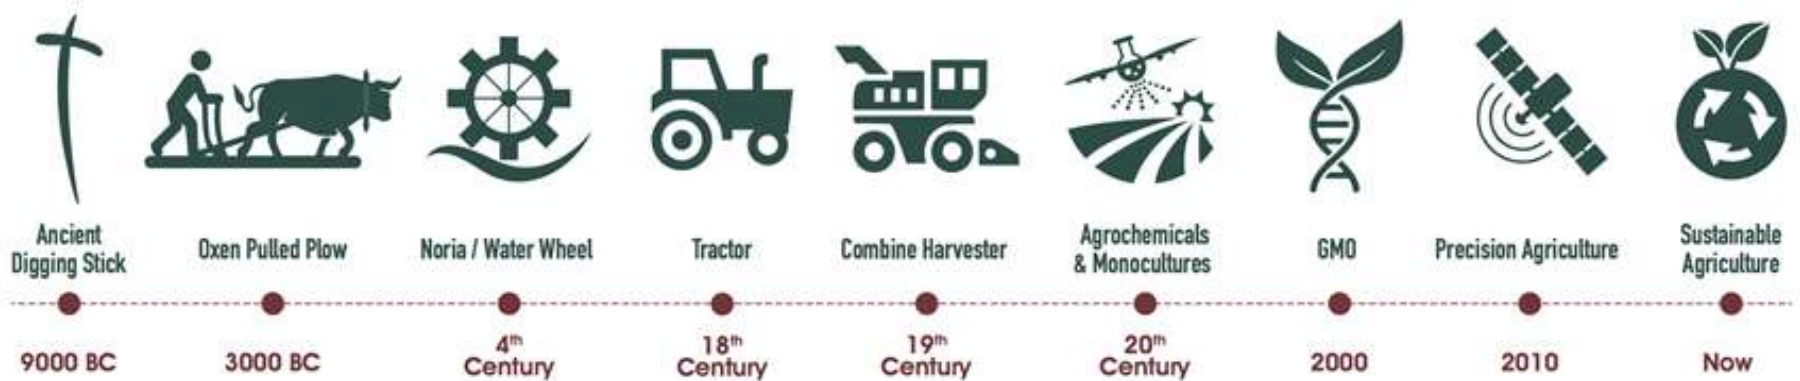 Ancient
Digging Stick
Oxen Pulled Plow
Noria / Water Wheel
Tractor
Combine Harvester
Agrochemicals
& Monocultures
GMO
Precision Agriculture
Sustainable
Agriculture
9000 BC
3000 BC
4th
Century
18th
Century
19th
Century
20th
Century
2000
2010
Now